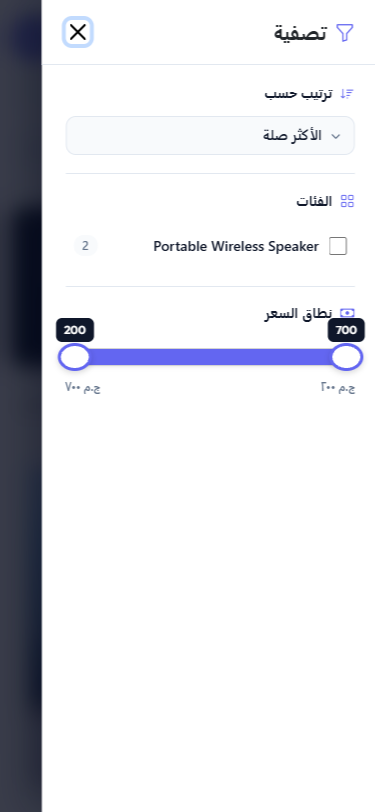 تصفية
ترتيب حسب
الأكثر صلة
الفئات
Portable Wireless Speaker 2
نطاق السعر
200 700
ج.م ٢٠٠ ج.م ٧٠٠